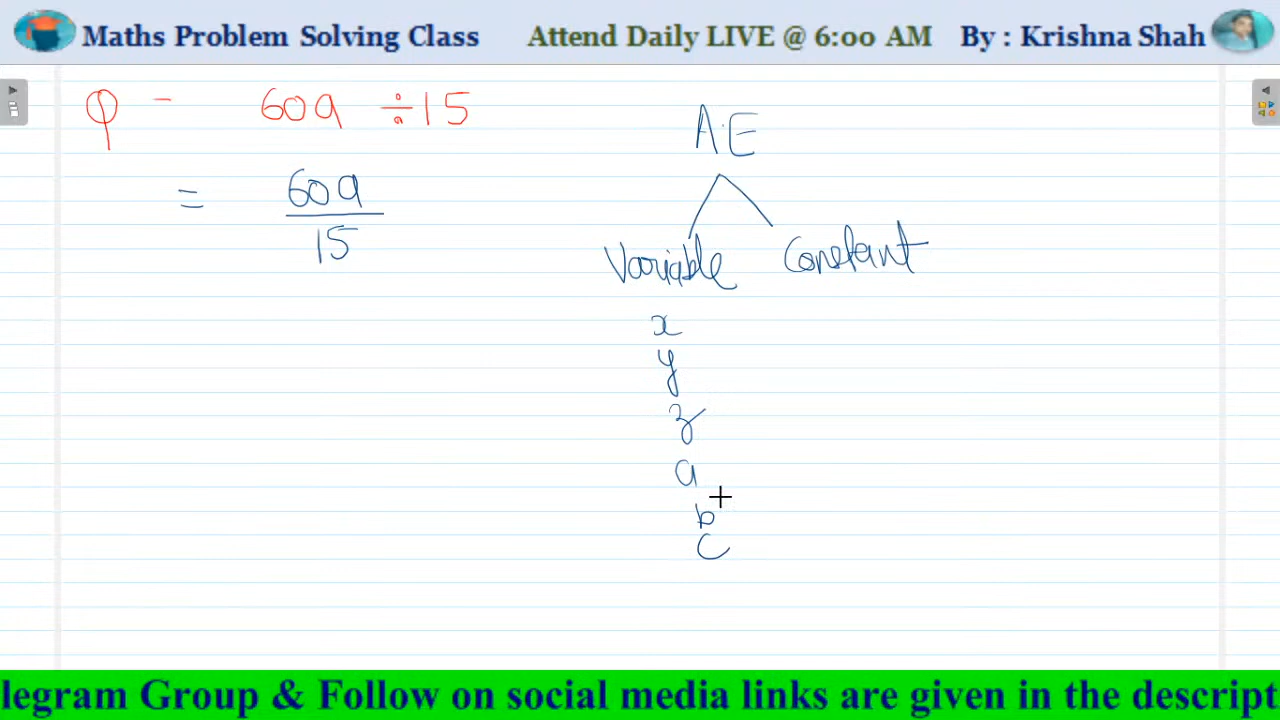 Maths Problem Solving Class Attend Daily LIVE @ 6:00 AM By : Krishna Shah
Q - 60a ÷ 15
= 60a
15
A.E
Variable Constant
x
y
z
a
b
c
legram Group & Follow on social media links are given in the descript